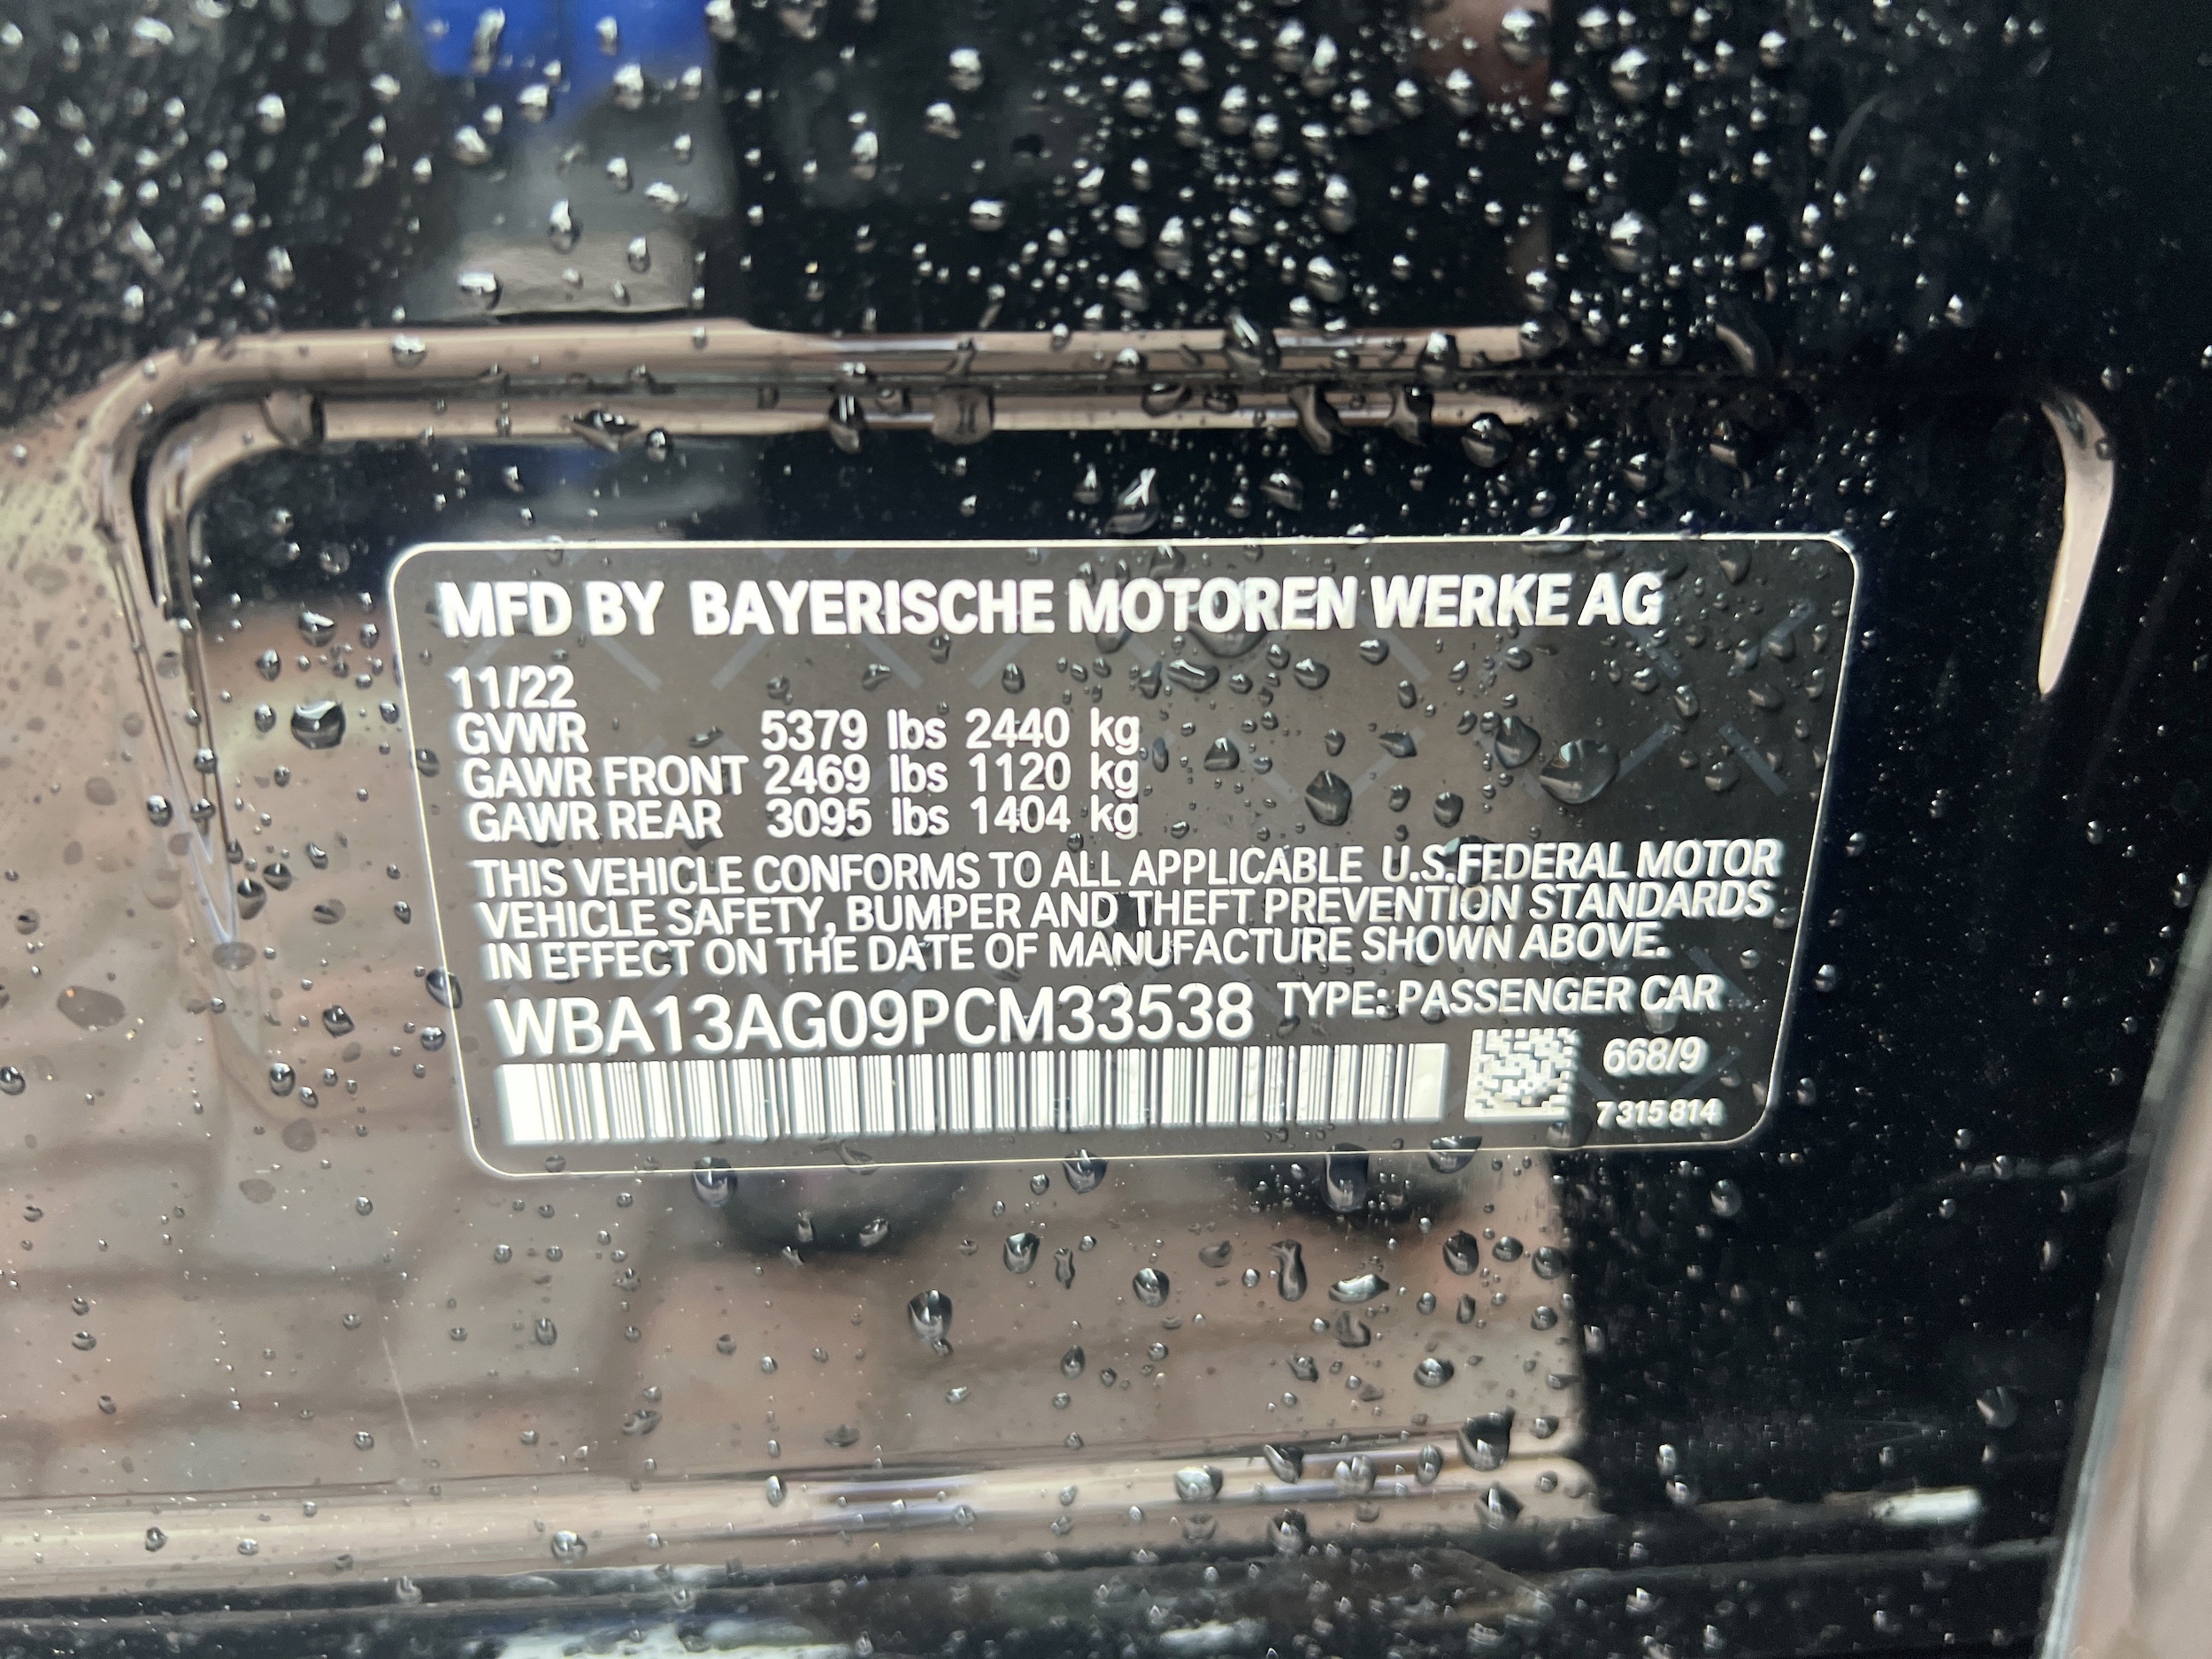 MFD BY BAYERISCHE MOTOREN WERKE AG
11/22
GVWR 5379 lbs 2440 kg
GAWR FRONT 2469 lbs 1120 kg
GAWR REAR 3095 lbs 1404 kg
THIS VEHICLE CONFORMS TO ALL APPLICABLE U.S.FEDERAL MOTOR
VEHICLE SAFETY, BUMPER AND THEFT PREVENTION STANDARDS
IN EFFECT ON THE DATE OF MANUFACTURE SHOWN ABOVE.
WBA13AG09PCM33538 TYPE: PASSENGER CAR
668/9
7 315 814